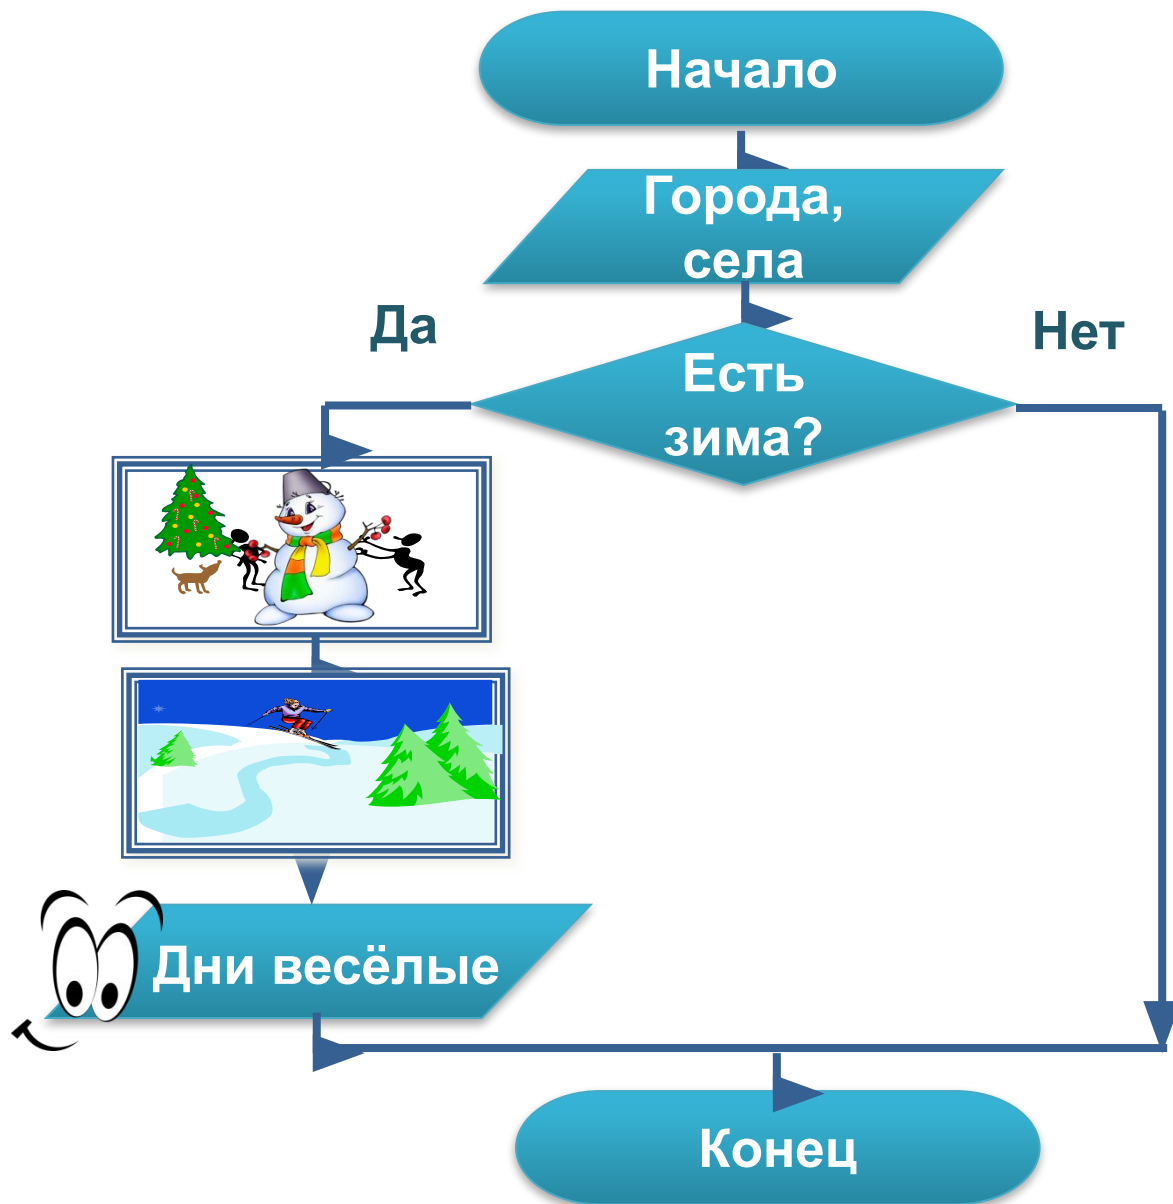 Начало
Города,
села
Да
Нет
Есть
зима?
Дни весёлые
Конец